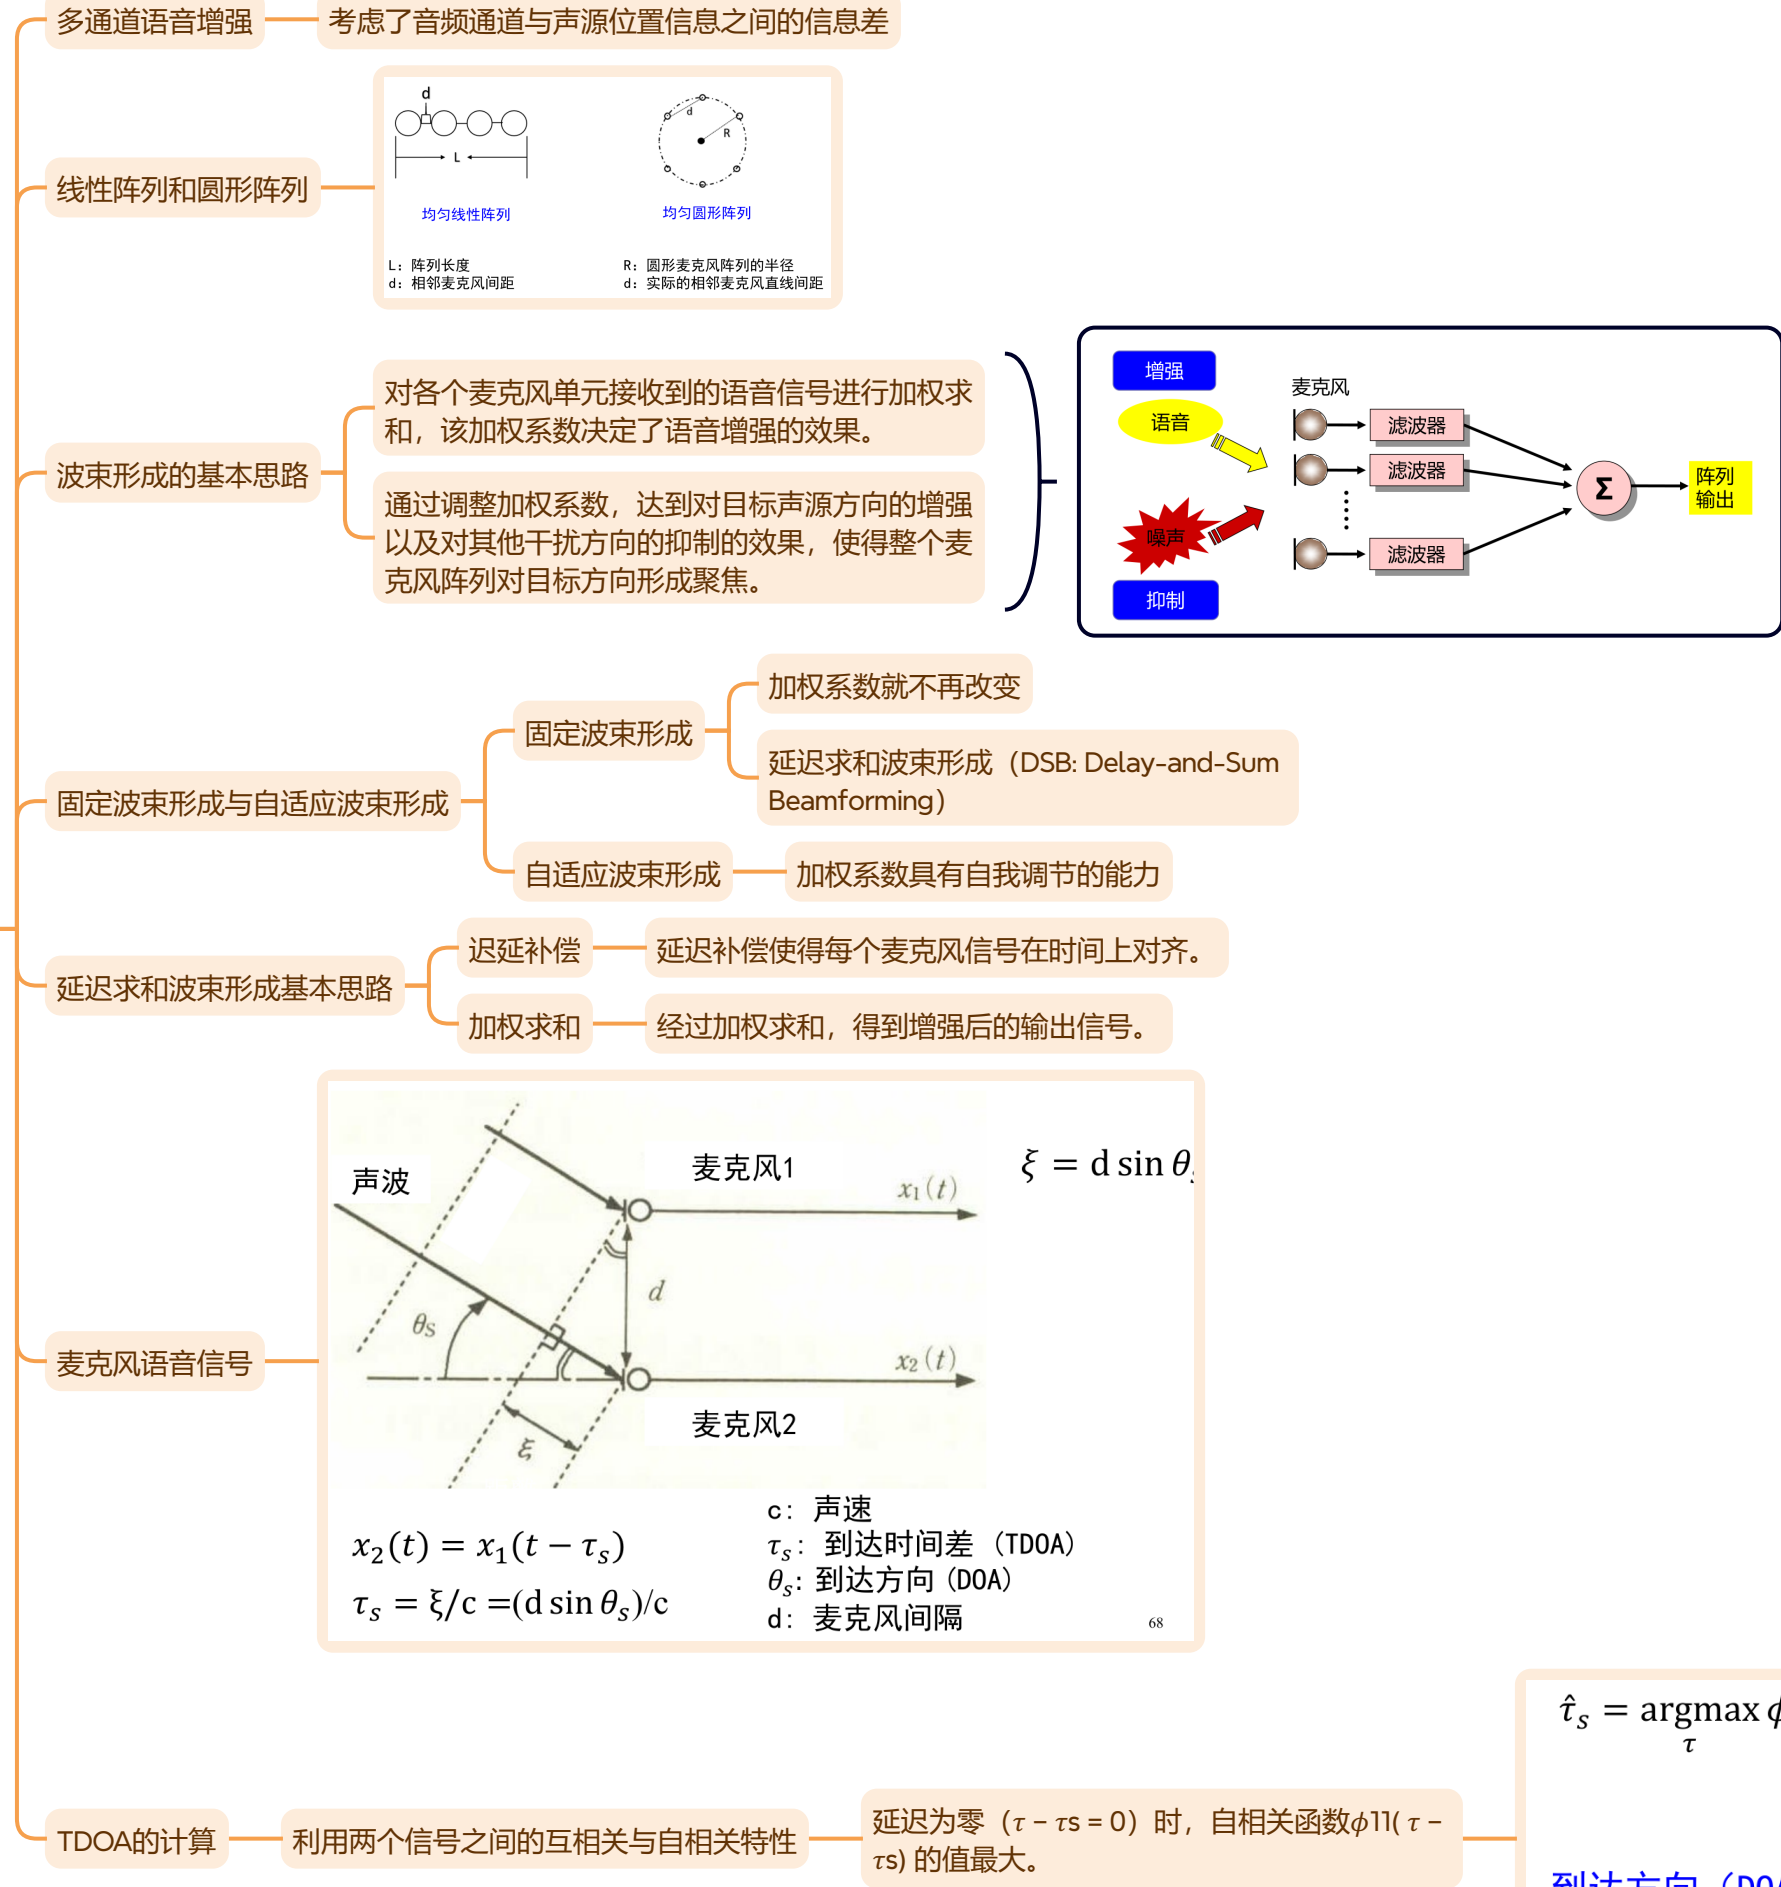 多通道语音增强
考虑了音频通道与声源位置信息之间的信息差
线性阵列和圆形阵列
d
L
均匀线性阵列
L: 阵列长度
d: 相邻麦克风间距
d
R
均匀圆形阵列
R: 圆形麦克风阵列的半径
d: 实际的相邻麦克风直线间距
波束形成的基本思路
对各个麦克风单元接收到的语音信号进行加权求
和，该加权系数决定了语音增强的效果。
通过调整加权系数，达到对目标声源方向的增强
以及对其他干扰方向的抑制的效果，使得整个麦
克风阵列对目标方向形成聚焦。
增强
语音
噪声
抑制
麦克风
滤波器
滤波器
滤波器
Σ
阵列
输出
固定波束形成与自适应波束形成
固定波束形成
加权系数就不再改变
延迟求和波束形成（DSB: Delay-and-Sum
Beamforming）
自适应波束形成
加权系数具有自我调节的能力
延迟求和波束形成基本思路
迟延补偿
延迟补偿使得每个麦克风信号在时间上对齐。
加权求和
经过加权求和，得到增强后的输出信号。
麦克风语音信号
声波
麦克风1
x₁(t)
ξ = d sin θₛ
d
θS
x₂(t)
麦克风2
ξ
x₂(t) = x₁(t − τₛ)
τₛ = ξ/c =(d sin θₛ)/c
c: 声速
τₛ: 到达时间差 (TDOA)
θₛ: 到达方向 (DOA)
d: 麦克风间隔
68
TDOA的计算
利用两个信号之间的互相关与自相关特性
延迟为零（τ − τs = 0）时，自相关函数ϕ11( τ −
τs) 的值最大。
τ̂ₛ = argmax ϕ
τ
到达方向 (DOA